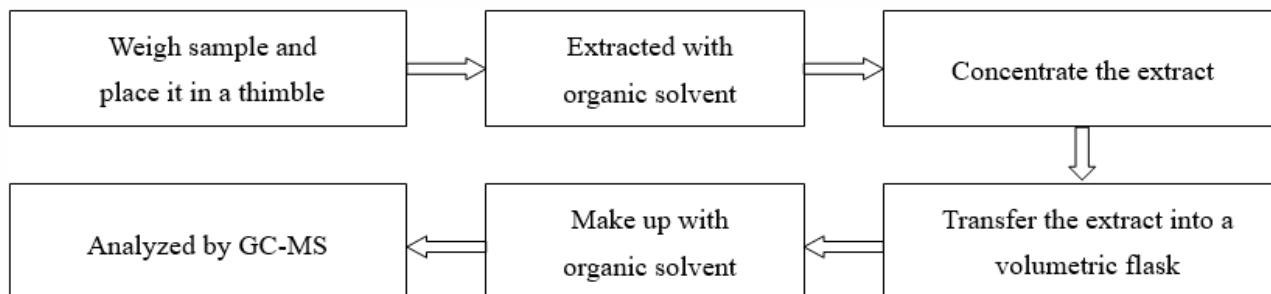 Weigh sample and
place it in a thimble
Extracted with
organic solvent
Concentrate the extract
Transfer the extract into a
volumetric flask
Make up with
organic solvent
Analyzed by GC-MS